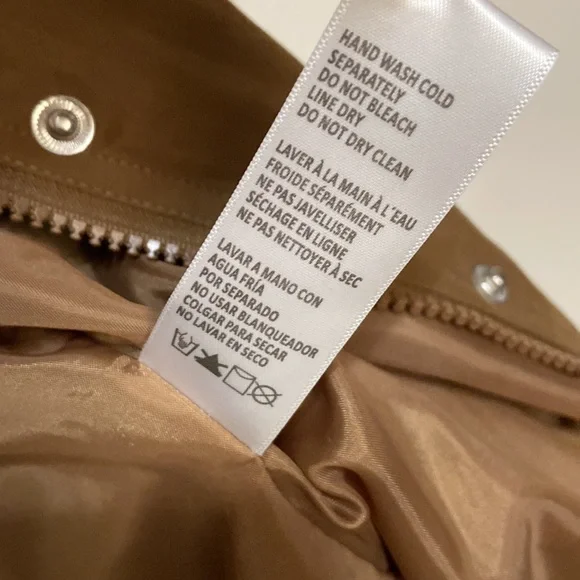 HAND WASH COLD
SEPARATELY
DO NOT BLEACH
LINE DRY
DO NOT DRY CLEAN
LAVER À LA MAIN À L'EAU
FROIDE SÉPARÉMENT
NE PAS JAVELLISER
SÉCHAGE EN LIGNE
NE PAS NETTOYER À SEC
LAVAR A MANO CON
AGUA FRÍA
POR SEPARADO
NO USAR BLANQUEADOR
COLGAR PARA SECAR
NO LAVAR EN SECO